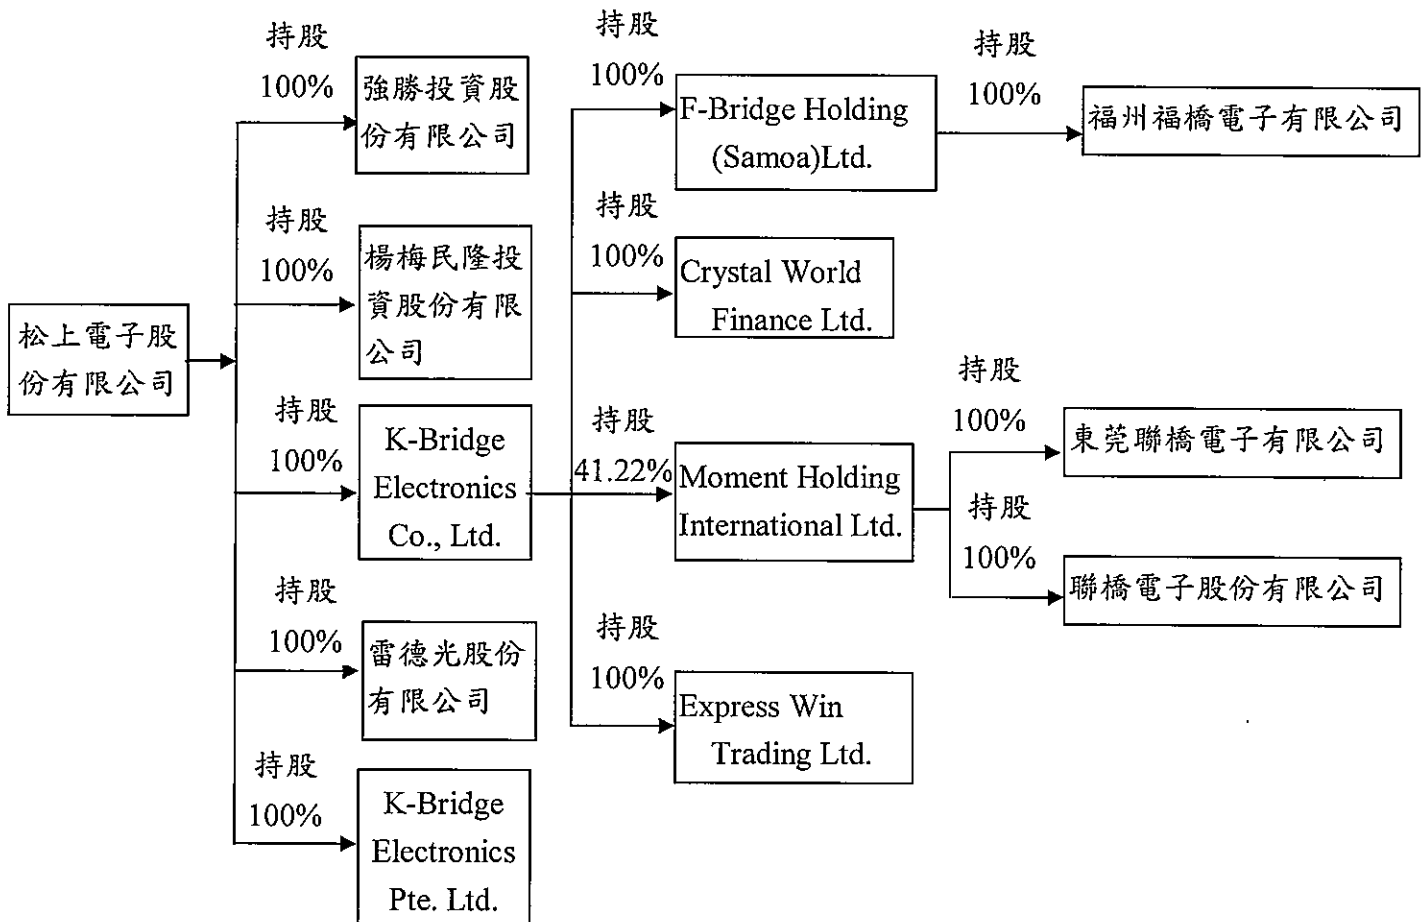 持股
100%
強勝投資股
份有限公司
持股
100%
楊梅民隆投
資股份有限
公司
松上電子股
份有限公司
持股
100%
K-Bridge
Electronics
Co., Ltd.
持股
100%
雷德光股份
有限公司
持股
100%
K-Bridge
Electronics
Pte. Ltd.
持股
100%
F-Bridge Holding
(Samoa)Ltd.
持股
100%
Crystal World
Finance Ltd.
持股
41.22%
Moment Holding
International Ltd.
持股
100%
Express Win
Trading Ltd.
持股
100%
福州福橋電子有限公司
持股
100%
東莞聯橋電子有限公司
持股
100%
聯橋電子股份有限公司